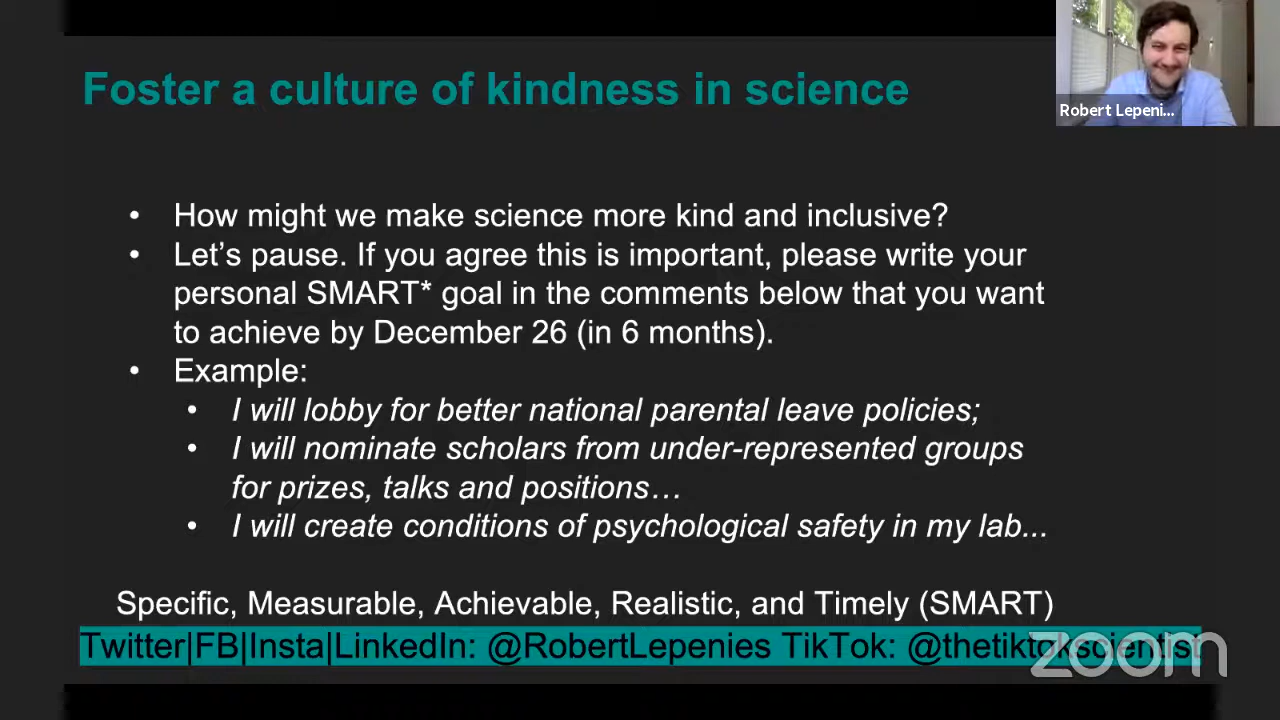 Foster a culture of kindness in science
Robert Lepeni...
• How might we make science more kind and inclusive?
• Let's pause. If you agree this is important, please write your
personal SMART* goal in the comments below that you want
to achieve by December 26 (in 6 months).
• Example:
• I will lobby for better national parental leave policies;
• I will nominate scholars from under-represented groups
for prizes, talks and positions…
• I will create conditions of psychological safety in my lab...
Specific, Measurable, Achievable, Realistic, and Timely (SMART)
Twitter|FB|Insta|LinkedIn: @RobertLepenies TikTok: @thetiktokscientist
zoom